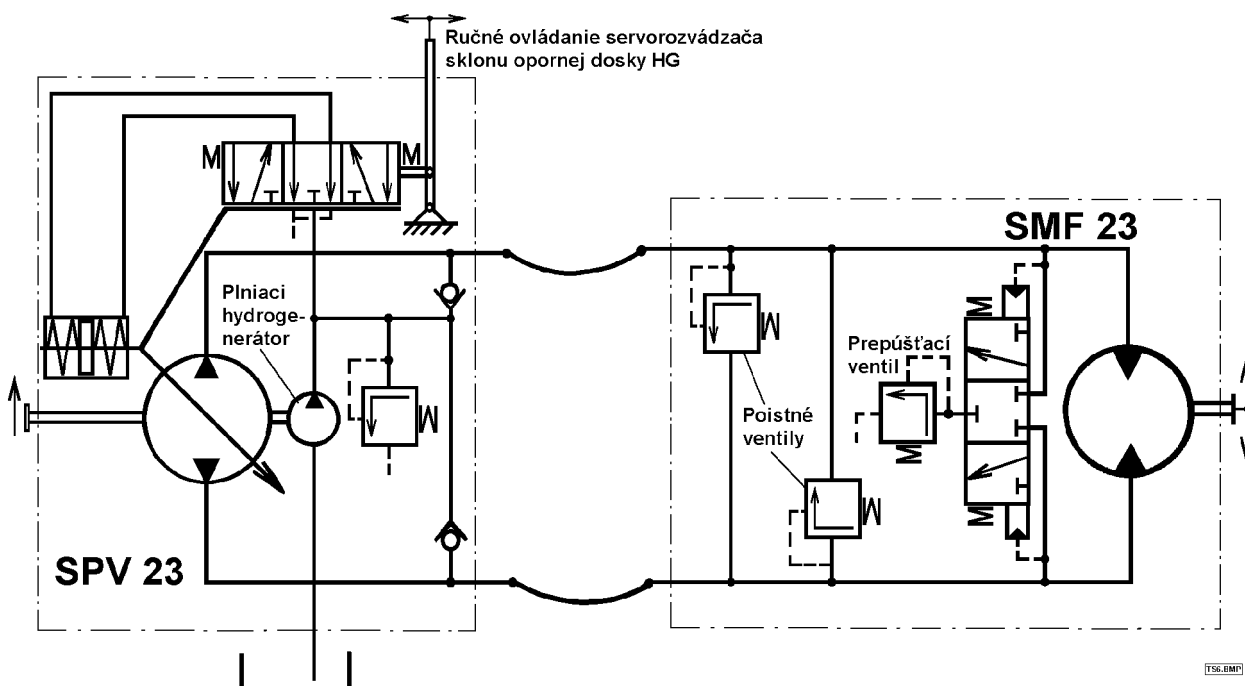 Ručné ovládanie servorozvádzača
sklonu opornej dosky HG
SMF 23
Plniaci
hydroge-
nerátor
Prepúšťací
ventil
Poistné
ventily
SPV 23
TS6.BMP